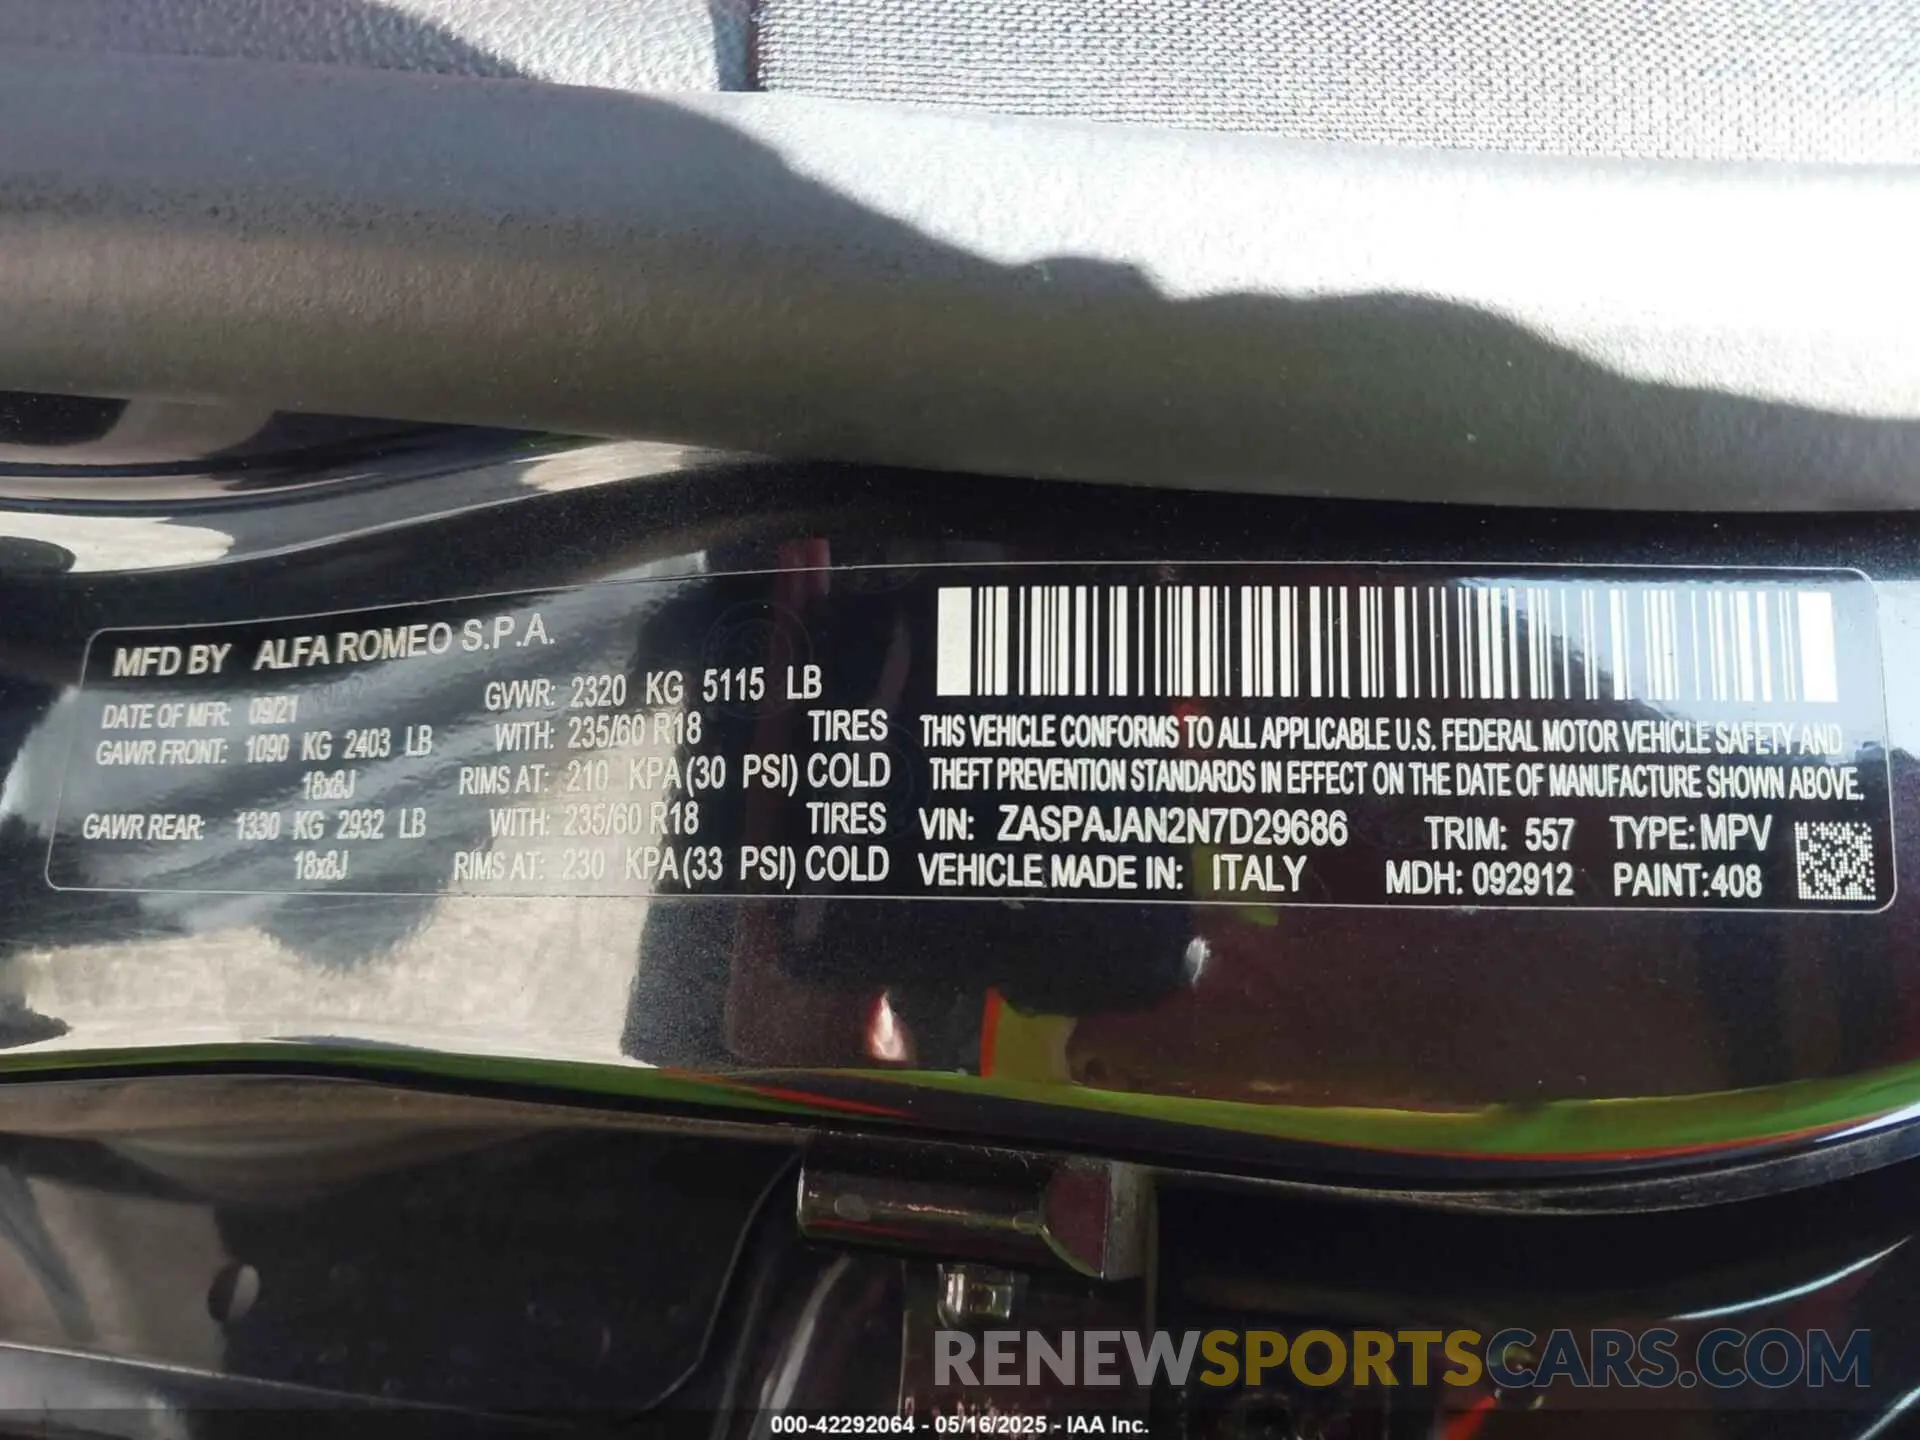 MFD BY ALFA ROMEO S.P.A.
DATE OF MFR: 09/21 GVWR: 2320 KG 5115 LB
GAWR FRONT: 1090 KG 2403 LB WITH: 235/60 R18 TIRES
18x8J RIMS AT: 210 KPA (30 PSI) COLD
GAWR REAR: 1330 KG 2932 LB WITH: 235/60 R18 TIRES
18x8J RIMS AT: 230 KPA (33 PSI) COLD
THIS VEHICLE CONFORMS TO ALL APPLICABLE U.S. FEDERAL MOTOR VEHICLE SAFETY AND
THEFT PREVENTION STANDARDS IN EFFECT ON THE DATE OF MANUFACTURE SHOWN ABOVE.
VIN: ZASPAJAN2N7D29686 TRIM: 557 TYPE: MPV
VEHICLE MADE IN: ITALY MDH: 092912 PAINT:408
RENEWSPORTSCARS.COM
000-42292064 - 05/16/2025 - IAA Inc.